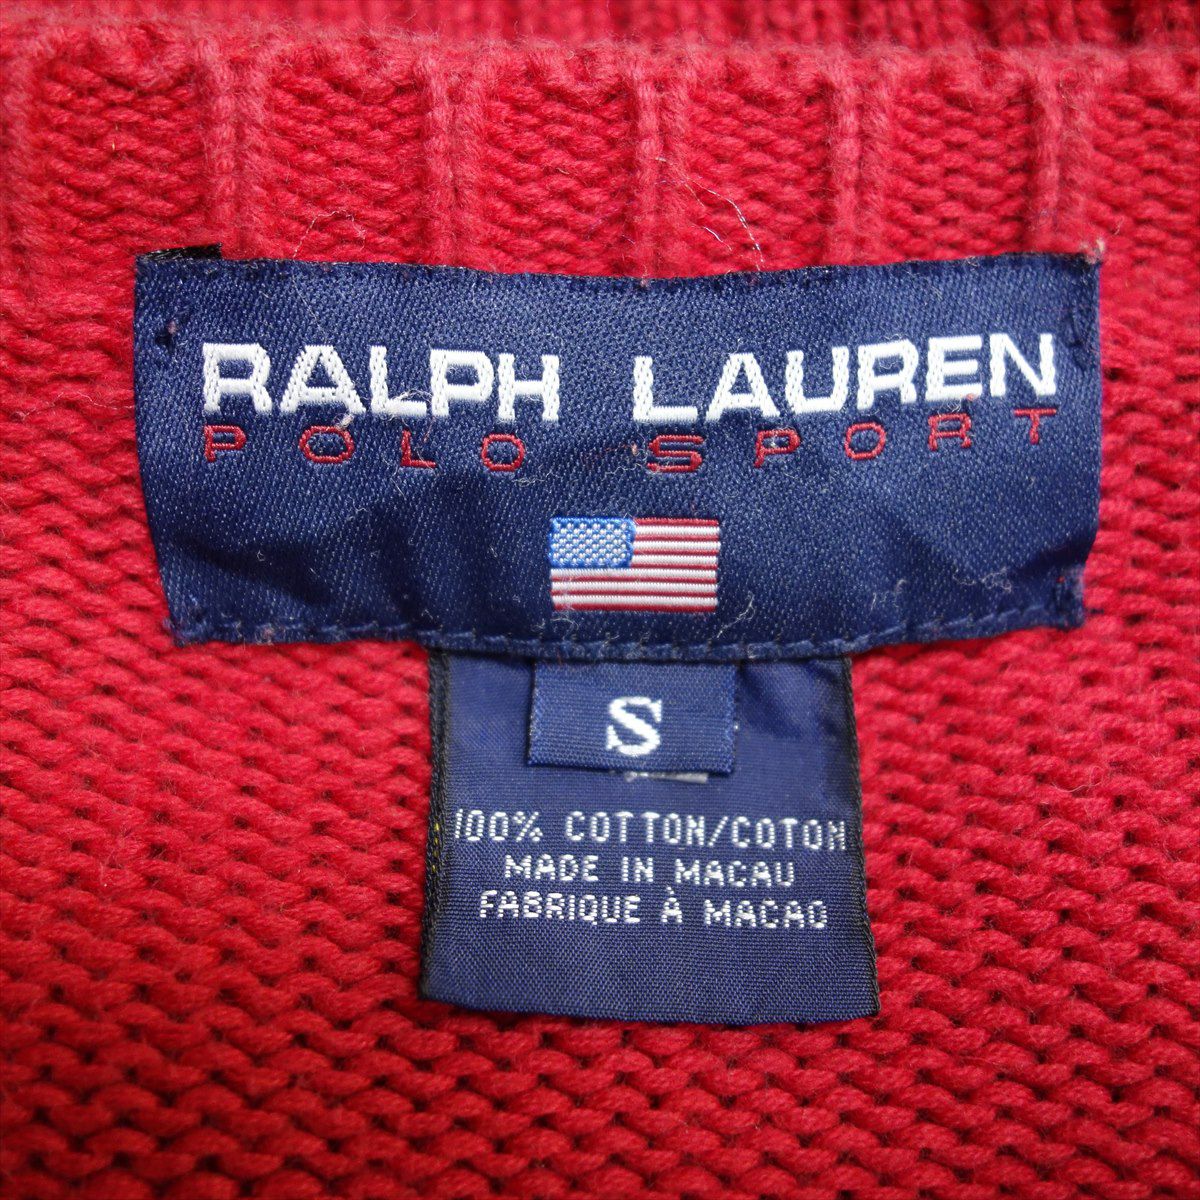 RALPH LAUREN
POLO SPORT
S
100% COTTON/COTON
MADE IN MACAU
FABRIQUE À MACAO